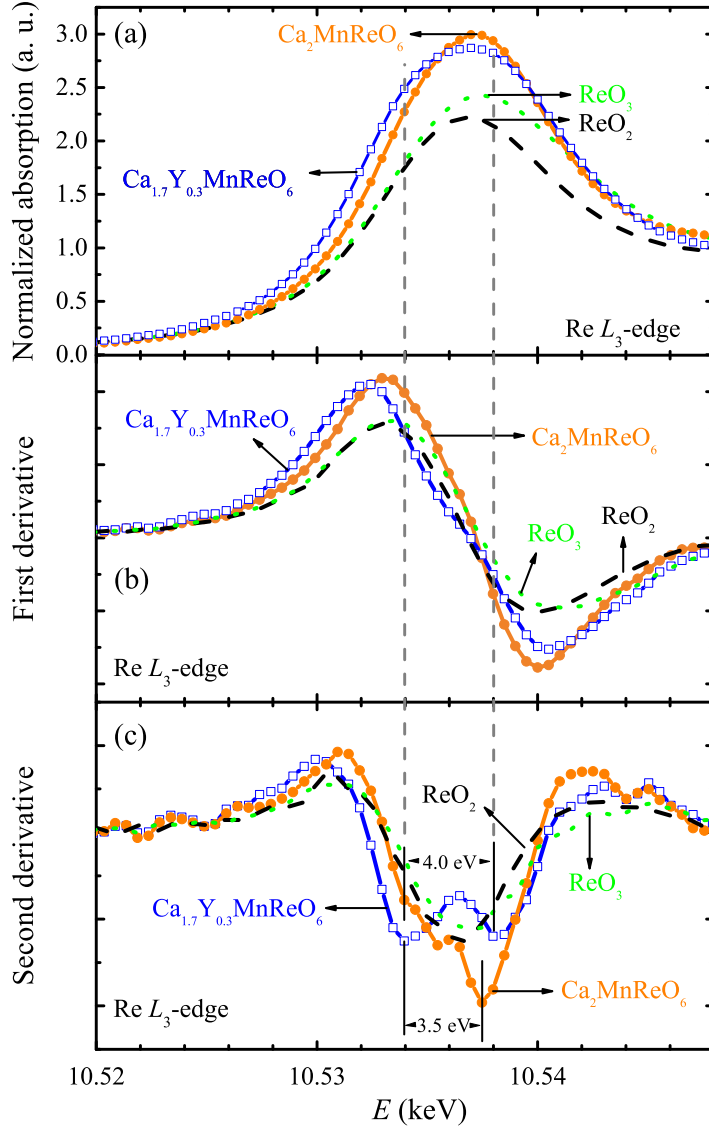 (a)
Ca₂MnReO₆
ReO₃
ReO₂
Ca₁.₇Y₀.₃MnReO₆
Re L₃-edge
Normalized absorption (a. u.)
3.0
2.5
2.0
1.5
1.0
0.5
0.0
Ca₁.₇Y₀.₃MnReO₆
Ca₂MnReO₆
ReO₂
ReO₃
(b)
Re L₃-edge
First derivative
(c)
ReO₂
4.0 eV
ReO₃
Ca₁.₇Y₀.₃MnReO₆
Ca₂MnReO₆
Re L₃-edge
3.5 eV
Second derivative
10.52
10.53
10.54
E (keV)